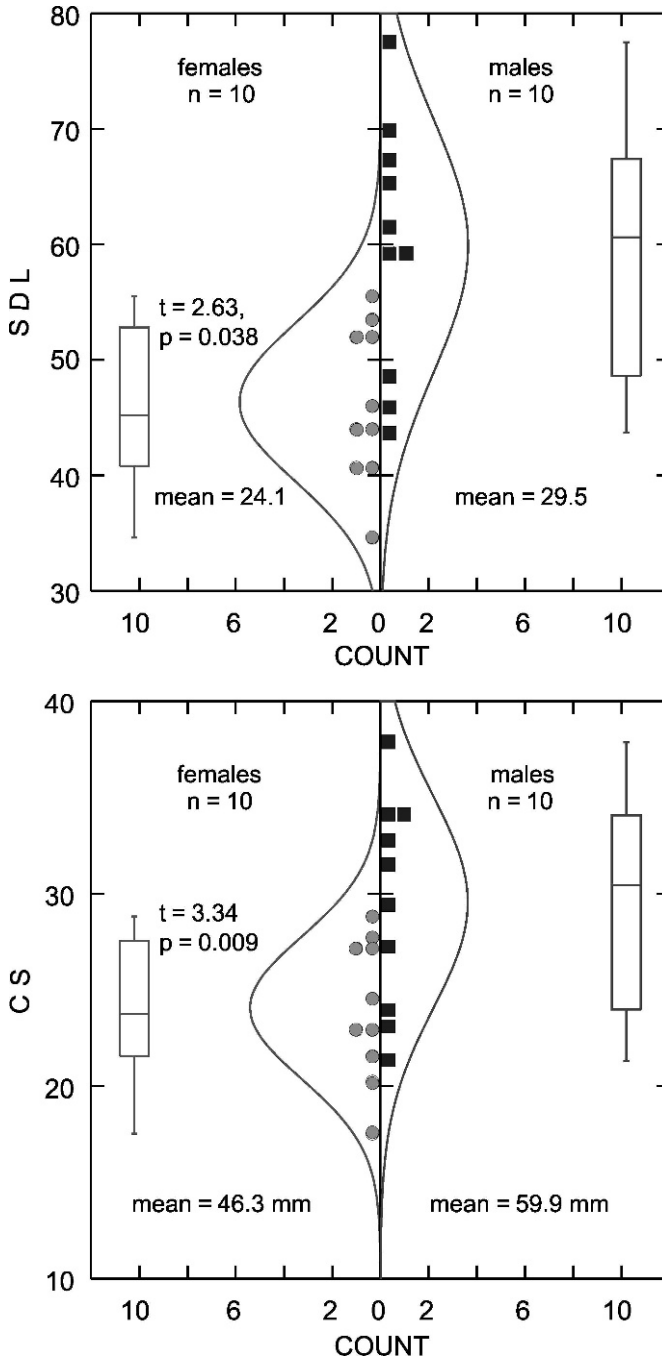 80
females
n = 10
males
n = 10
70
60
SDL
t = 2.63,
p = 0.038
50
40
mean = 24.1
mean = 29.5
30
10 6 2 0 2 6 10
COUNT
40
females
n = 10
males
n = 10
30
t = 3.34
p = 0.009
CS
20
mean = 46.3 mm
mean = 59.9 mm
10
10 6 2 0 2 6 10
COUNT